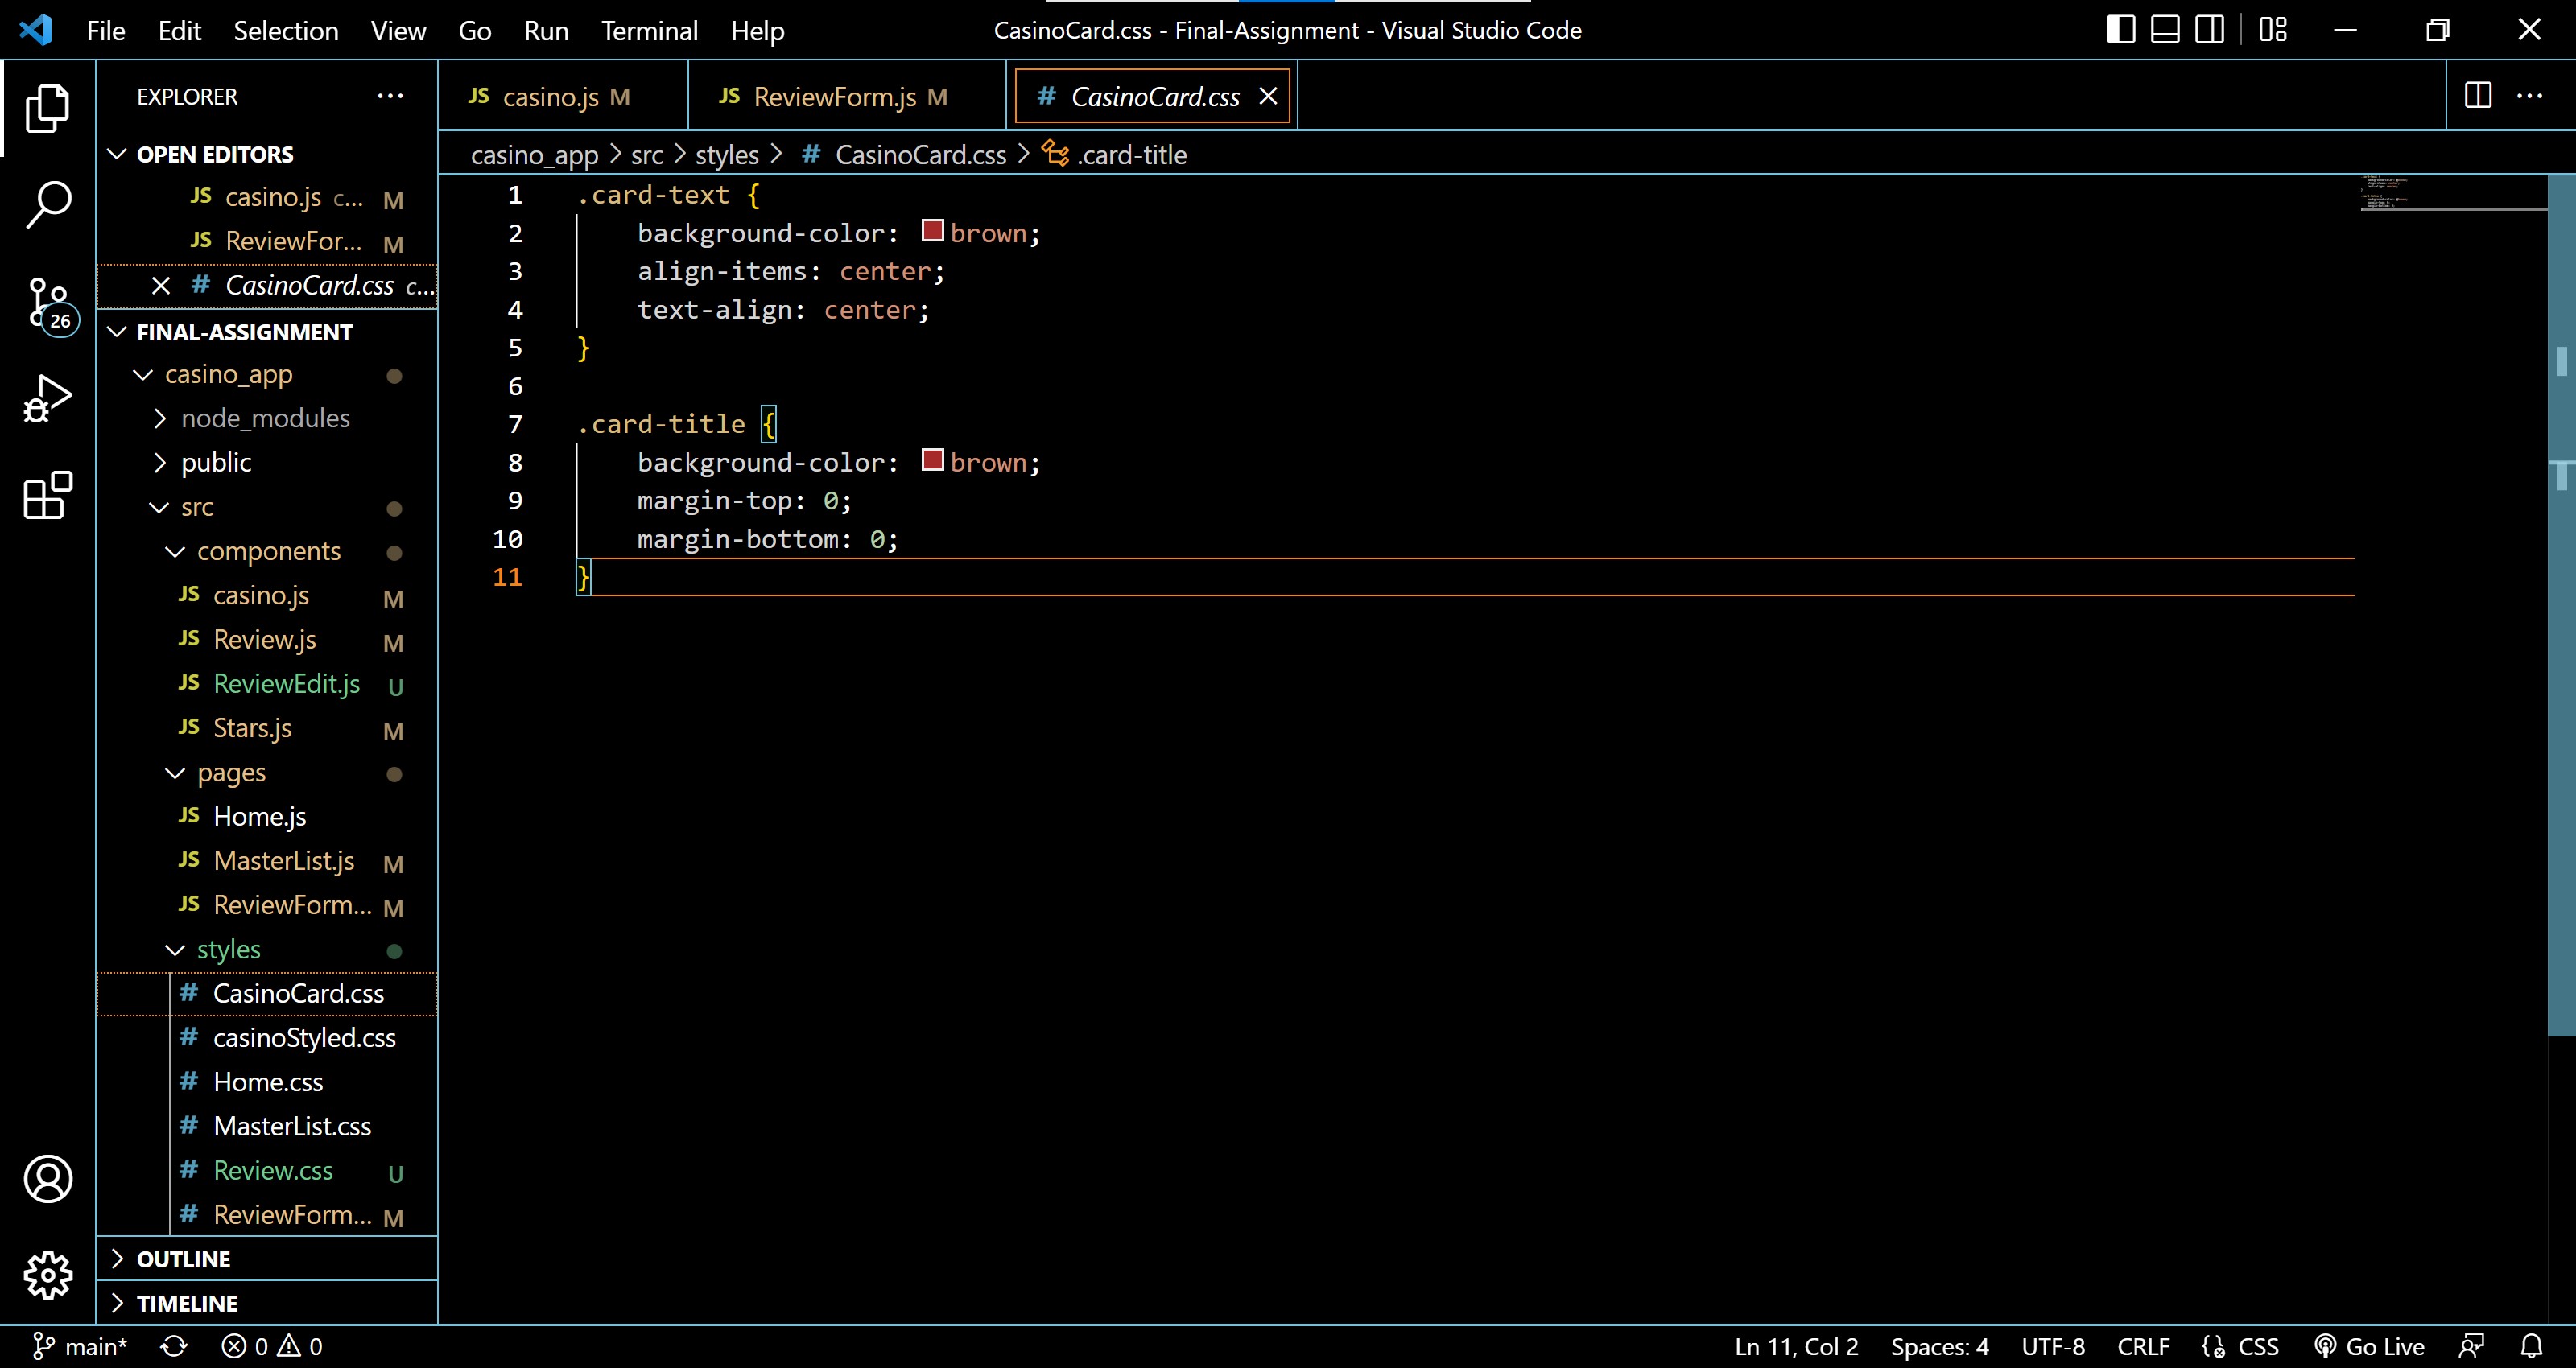 File Edit Selection View Go Run Terminal Help
CasinoCard.css - Final-Assignment - Visual Studio Code
EXPLORER
OPEN EDITORS
JS casino.js c... M
JS ReviewFor... M
# CasinoCard.css c...
FINAL-ASSIGNMENT
casino_app
node_modules
public
src
components
JS casino.js M
JS Review.js M
JS ReviewEdit.js U
JS Stars.js M
pages
JS Home.js
JS MasterList.js M
JS ReviewForm... M
styles
# CasinoCard.css
# casinoStyled.css
# Home.css
# MasterList.css
# Review.css U
# ReviewForm... M
OUTLINE
TIMELINE
26
JS casino.js M
JS ReviewForm.js M
# CasinoCard.css
casino_app > src > styles > # CasinoCard.css > .card-title
1 .card-text {
2 background-color: brown;
3 align-items: center;
4 text-align: center;
5 }
6
7 .card-title {
8 background-color: brown;
9 margin-top: 0;
10 margin-bottom: 0;
11 }
main* 0 0
Ln 11, Col 2 Spaces: 4 UTF-8 CRLF CSS Go Live